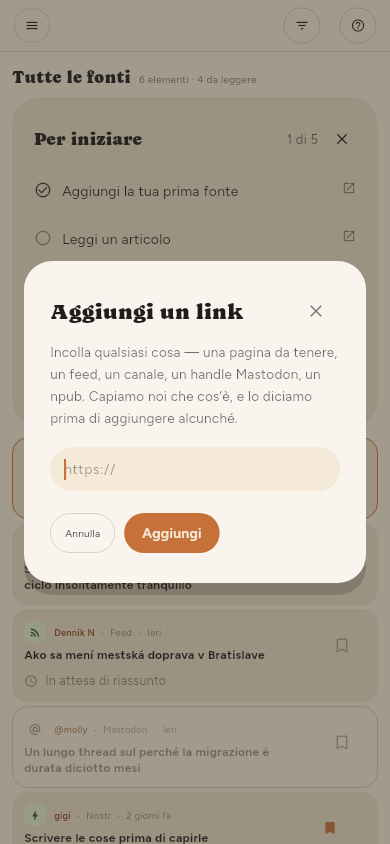 Tutte le fonti 6 elementi · 4 da leggere
Per iniziare 1 di 5
Aggiungi la tua prima fonte
Leggi un articolo
Aggiungi un link
Incolla qualsiasi cosa — una pagina da tenere,
un feed, un canale, un handle Mastodon, un
npub. Capiamo noi che cos'è, e lo diciamo
prima di aggiungere alcunché.
https://
Annulla Aggiungi
ciclo insolitamente tranquillo
Denník N · Feed · Ieri
Ako sa mení mestská doprava v Bratislave
In attesa di riassunto
@molly · Mastodon · Ieri
Un lungo thread sul perché la migrazione è
durata diciotto mesi
gigi · Nostr · 2 giorni fa
Scrivere le cose prima di capirle